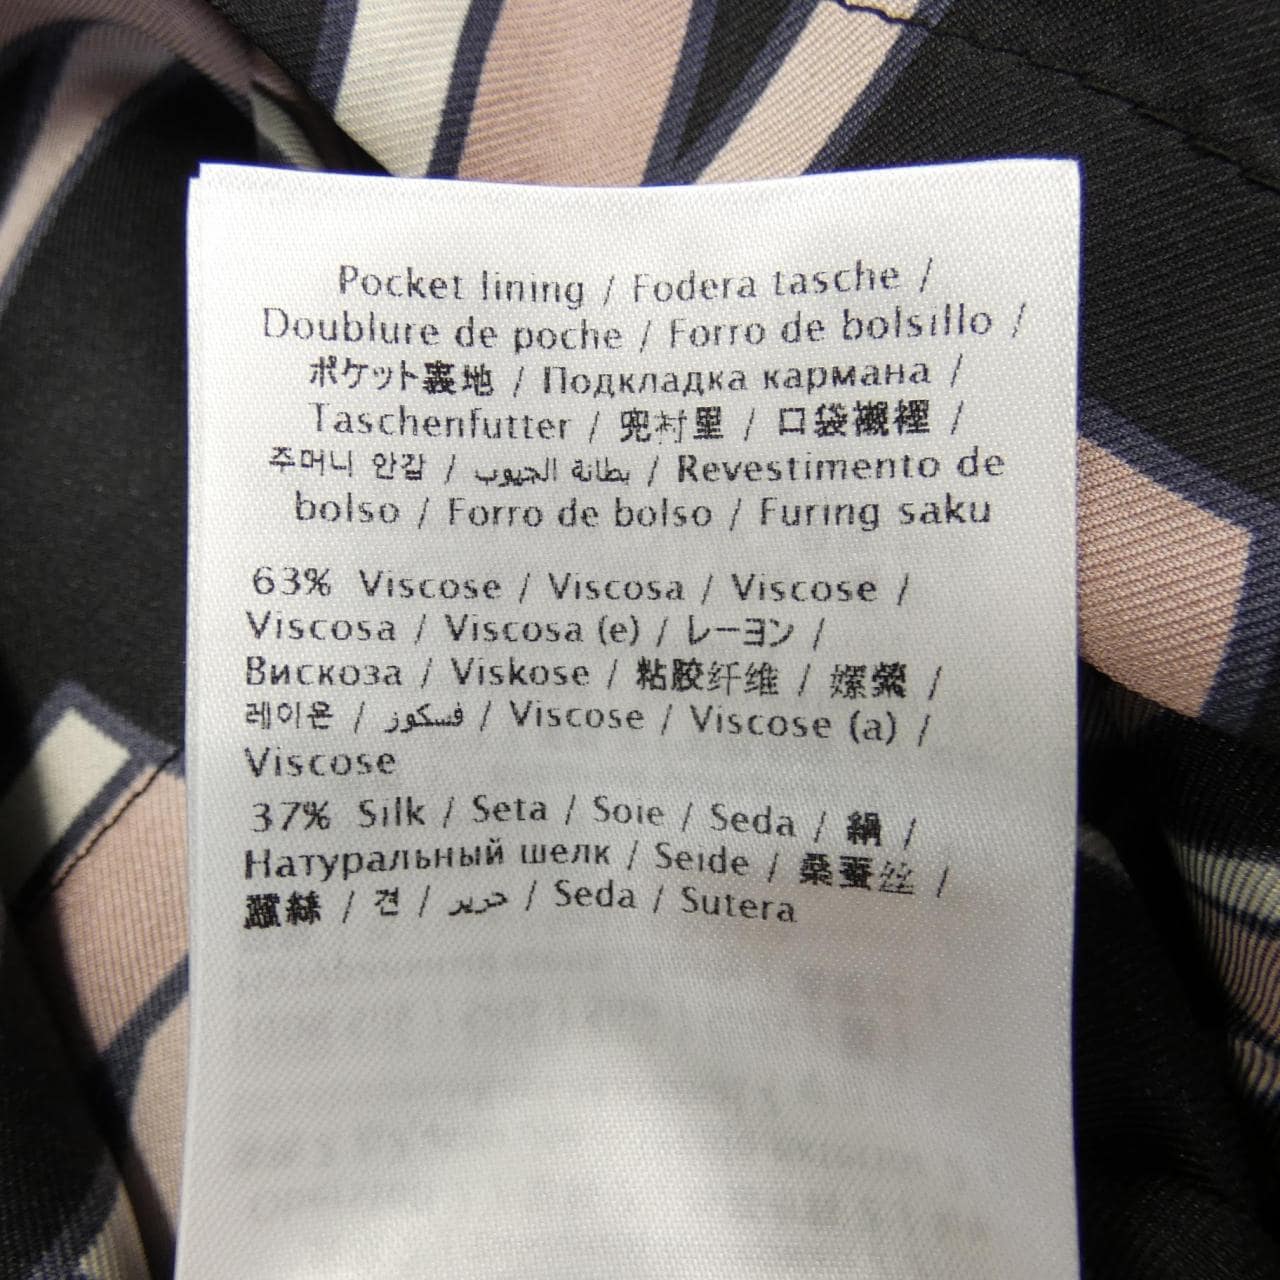 Pocket lining / Fodera tasche /
Doublure de poche / Forro de bolsillo /
ポケット裏地 / Подкладка кармана /
Taschenfutter / 兜村里 / 口袋襯裡 /
주머니 안감 / بطانة الجيوب / Revestimento de
bolso / Forro de bolso / Furing saku
63% Viscose / Viscosa / Viscose /
Viscosa / Viscosa (e) / レーヨン /
Вискоза / Viskose / 粘胶纤维 / 嫘縈 /
레이온 / فسكوز / Viscose / Viscose (a) /
Viscose
37% Silk / Seta / Soie / Seda / 絹 /
Натуральный шелк / Seide / 桑蚕丝 /
蠶絲 / 견 / حرير / Seda / Sutera